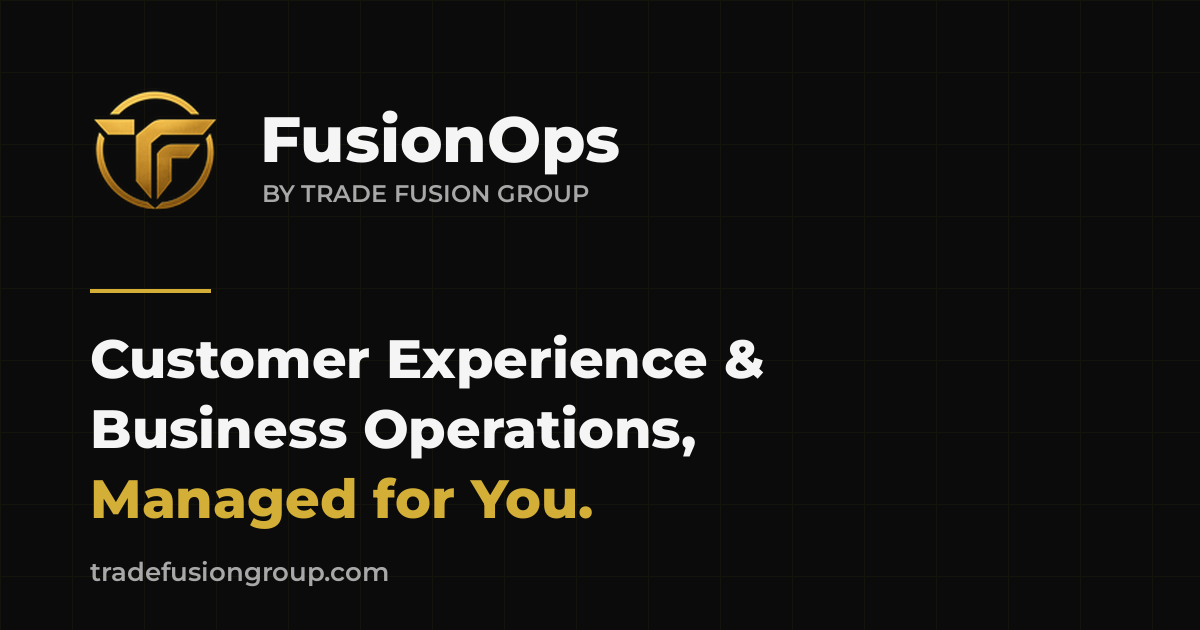 FusionOps
BY TRADE FUSION GROUP
Customer Experience &
Business Operations,
Managed for You.
tradefusiongroup.com